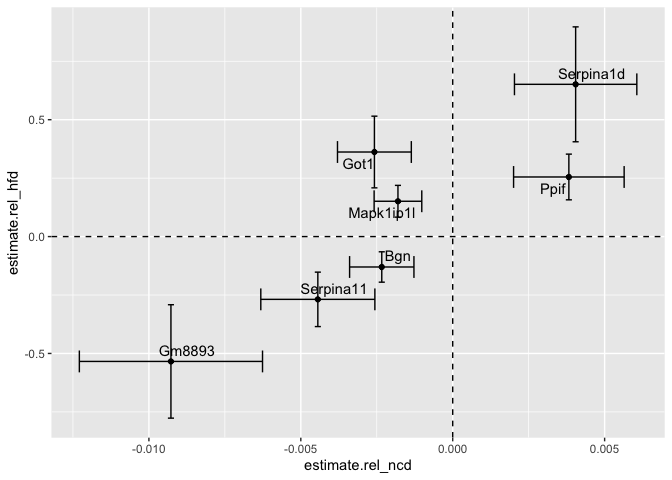 Serpina1d
0.5
Got1
Ppif
Mapk1ip1l
0.0
Bgn
Serpina11
Gm8893
-0.5
estimate.rel_hfd
-0.010
-0.005
0.000
0.005
estimate.rel_ncd